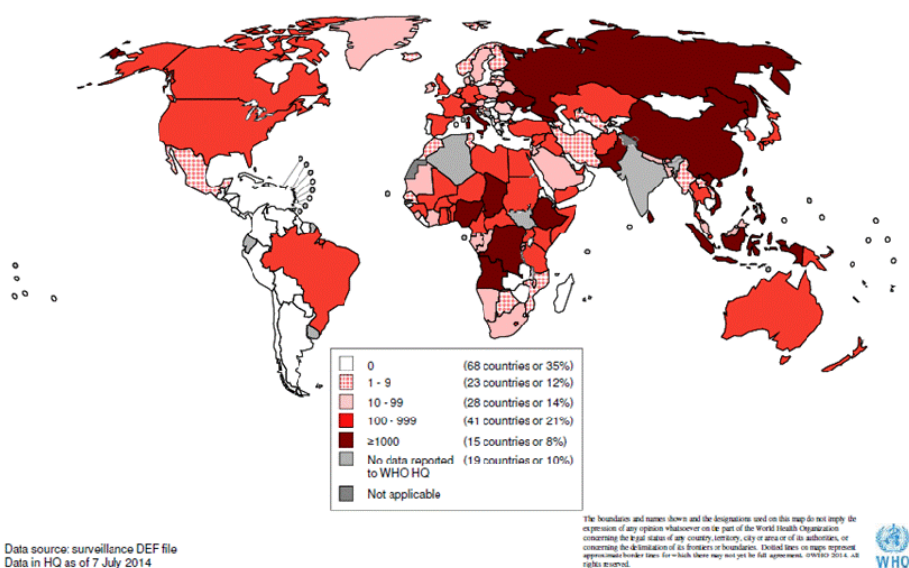 0 (68 countries or 35%)
1 - 9 (23 countries or 12%)
10 - 99 (28 countries or 14%)
100 - 999 (41 countries or 21%)
≥1000 (15 countries or 8%)
No data reported (19 countries or 10%)
to WHO HQ
Not applicable
The boundaries and names shown and the designations used on this map do not imply the
expression of any opinion whatsoever on the part of the World Health Organization
concerning the legal status of any country, territory, city or area or of its authorities, or
concerning the delimitation of its frontiers or boundaries. Dotted lines on maps represent
approximate border lines for which there may not yet be full agreement. ©WHO 2014. All
rights reserved.
Data source: surveillance DEF file
Data in HQ as of 7 July 2014
WHO